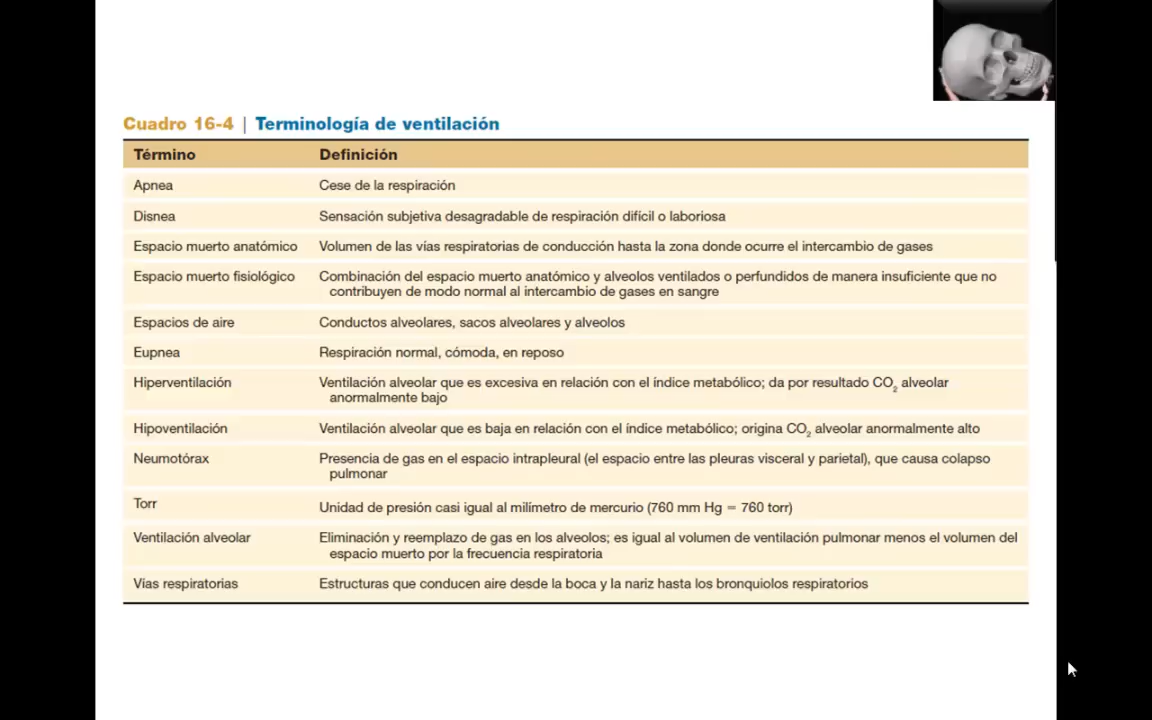 Cuadro 16-4 | Terminología de ventilación
Término Definición
Apnea Cese de la respiración
Disnea Sensación subjetiva desagradable de respiración difícil o laboriosa
Espacio muerto anatómico Volumen de las vías respiratorias de conducción hasta la zona donde ocurre el intercambio de gases
Espacio muerto fisiológico Combinación del espacio muerto anatómico y alveolos ventilados o perfundidos de manera insuficiente que no
contribuyen de modo normal al intercambio de gases en sangre
Espacios de aire Conductos alveolares, sacos alveolares y alveolos
Eupnea Respiración normal, cómoda, en reposo
Hiperventilación Ventilación alveolar que es excesiva en relación con el índice metabólico; da por resultado CO₂ alveolar
anormalmente bajo
Hipoventilación Ventilación alveolar que es baja en relación con el índice metabólico; origina CO₂ alveolar anormalmente alto
Neumotórax Presencia de gas en el espacio intrapleural (el espacio entre las pleuras visceral y parietal), que causa colapso
pulmonar
Torr Unidad de presión casi igual al milímetro de mercurio (760 mm Hg = 760 torr)
Ventilación alveolar Eliminación y reemplazo de gas en los alveolos; es igual al volumen de ventilación pulmonar menos el volumen del
espacio muerto por la frecuencia respiratoria
Vías respiratorias Estructuras que conducen aire desde la boca y la nariz hasta los bronquiolos respiratorios